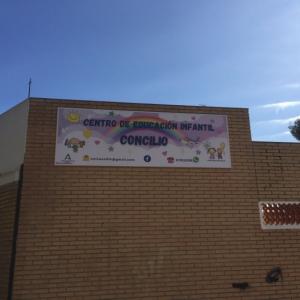 CENTRO DE EDUCACIÓN INFANTIL
CONCILIO